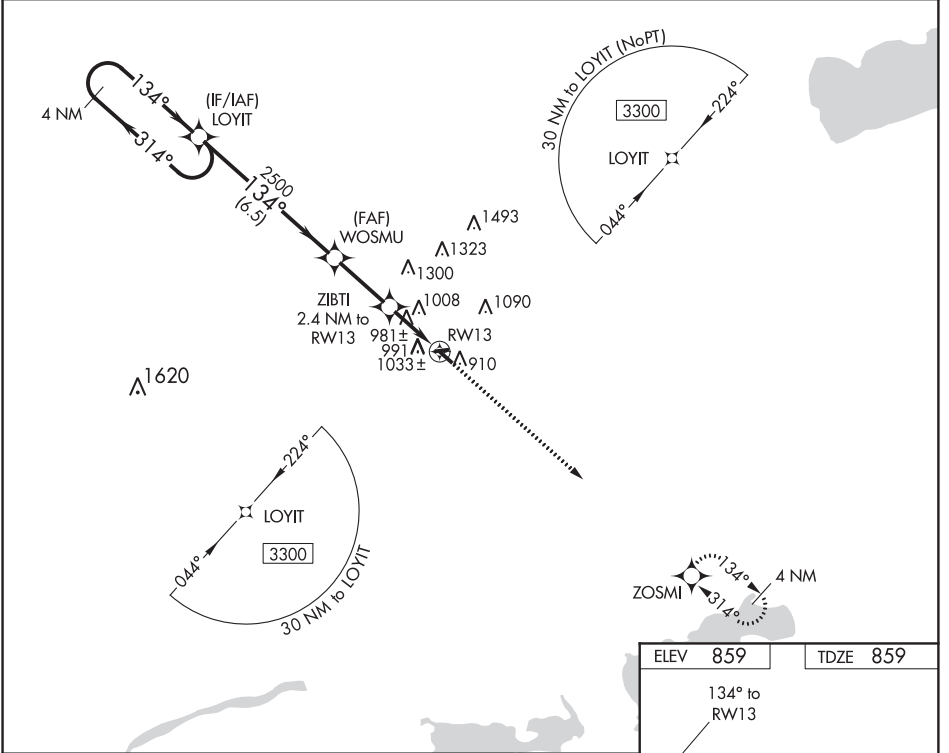 30 NM to LOYIT (NoPT)
3300
224°
LOYIT
044°
134°
4 NM
314°
(IF/IAF)
LOYIT
2500
134°
(6.5)
(FAF)
WOSMU
1493
1323
1300
ZIBTI
2.4 NM to
RW13
1008
1090
981±
991
1033±
RW13
910
1620
224°
LOYIT
044°
3300
30 NM to LOYIT
ZOSMI
134°
314°
4 NM
ELEV 859
TDZE 859
134° to
RW13